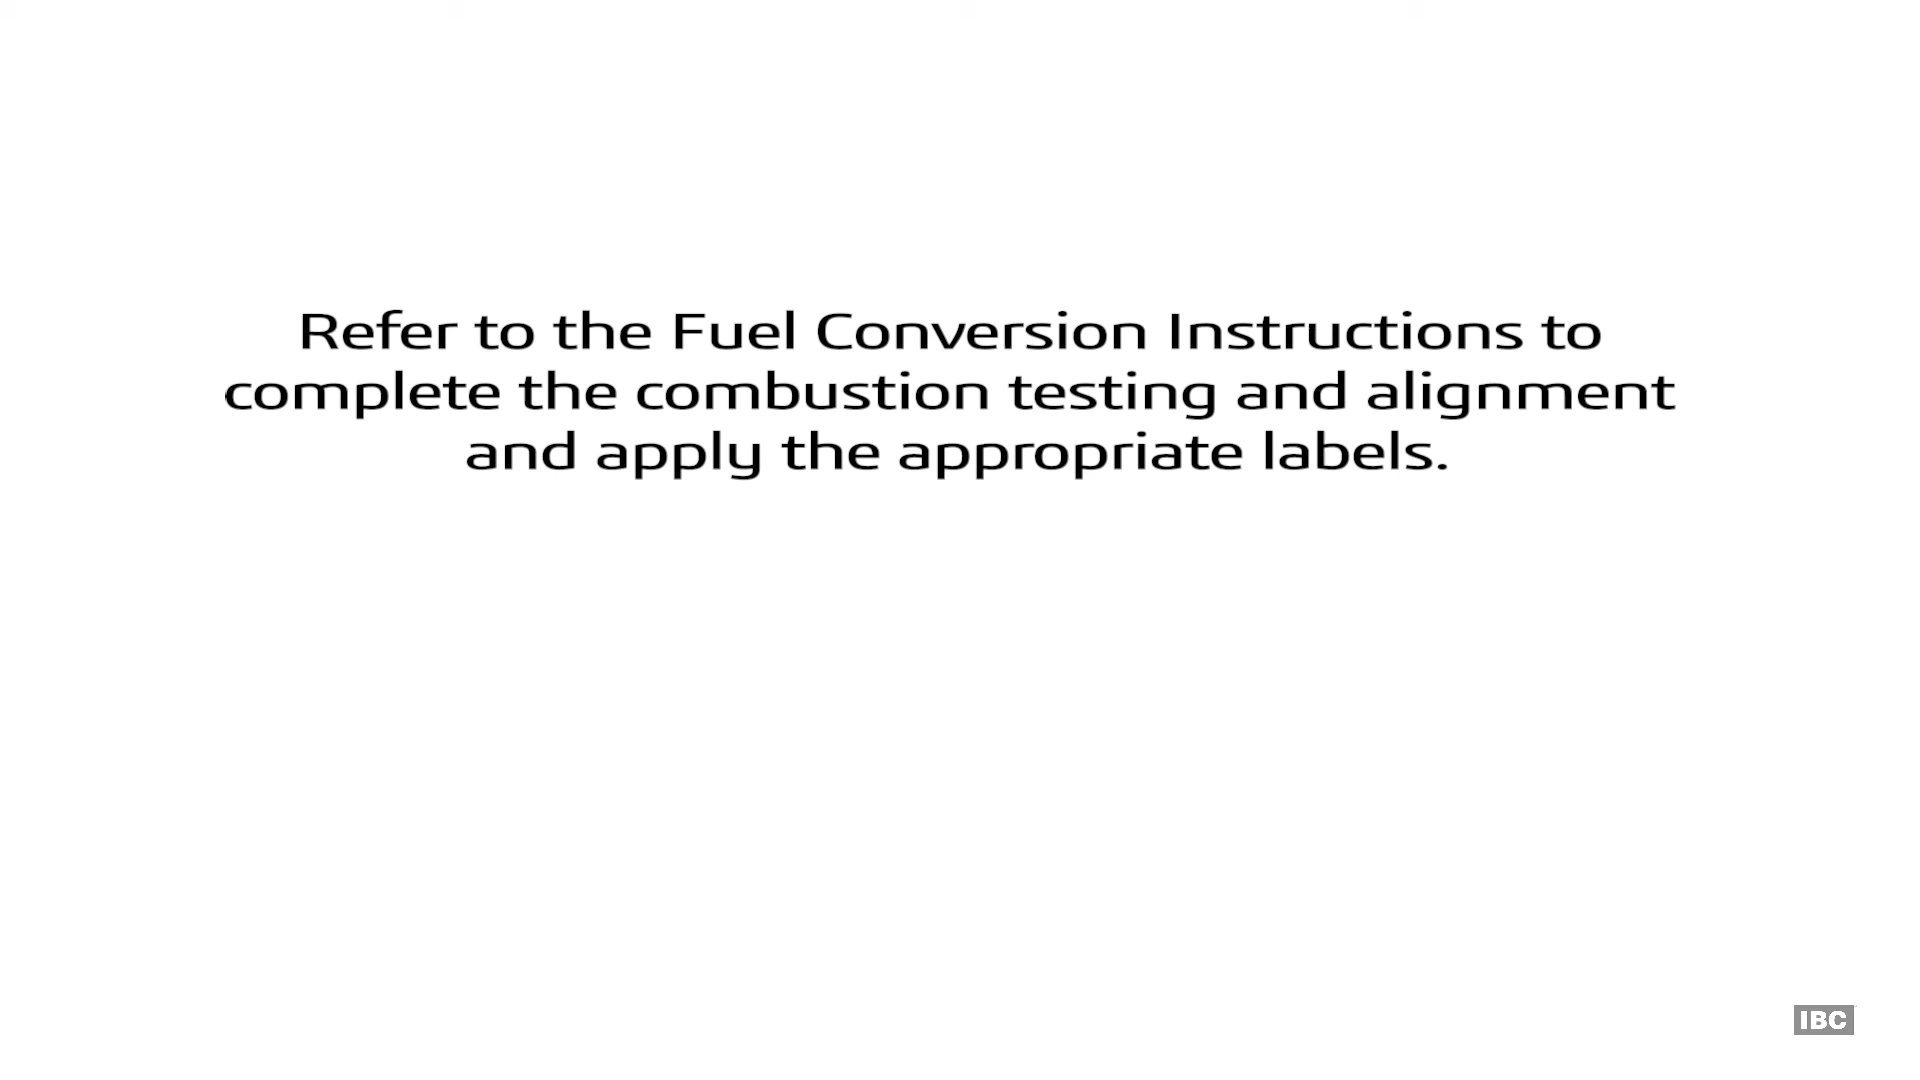 Refer to the Fuel Conversion Instructions to
complete the combustion testing and alignment
and apply the appropriate labels.
IBC